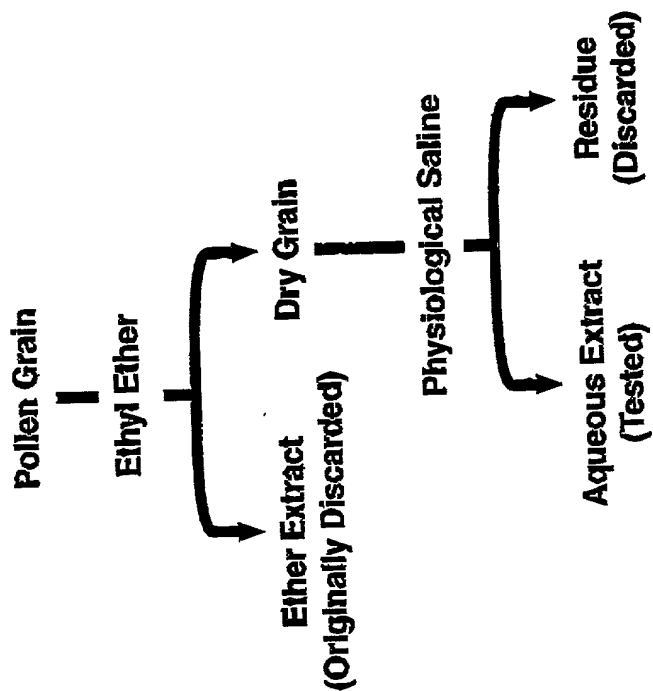 Pollen Grain
Ethyl Ether
Ether Extract
(Originally Discarded)
Dry Grain
Physiological Saline
Aqueous Extract
(Tested)
Residue
(Discarded)